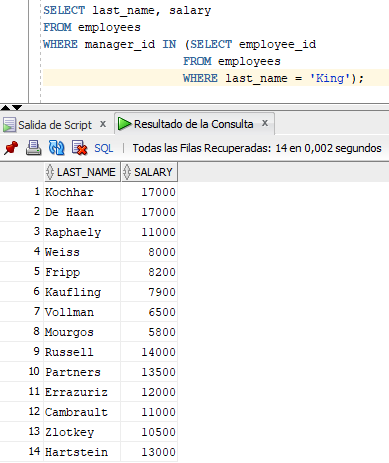 SELECT last_name, salary
FROM employees
WHERE manager_id IN (SELECT employee_id
FROM employees
WHERE last_name = 'King');
Salida de Script x Resultado de la Consulta x
SQL | Todas las Filas Recuperadas: 14 en 0,002 segundos
LAST_NAME SALARY
1 Kochhar 17000
2 De Haan 17000
3 Raphaely 11000
4 Weiss 8000
5 Fripp 8200
6 Kaufling 7900
7 Vollman 6500
8 Mourgos 5800
9 Russell 14000
10 Partners 13500
11 Errazuriz 12000
12 Cambrault 11000
13 Zlotkey 10500
14 Hartstein 13000